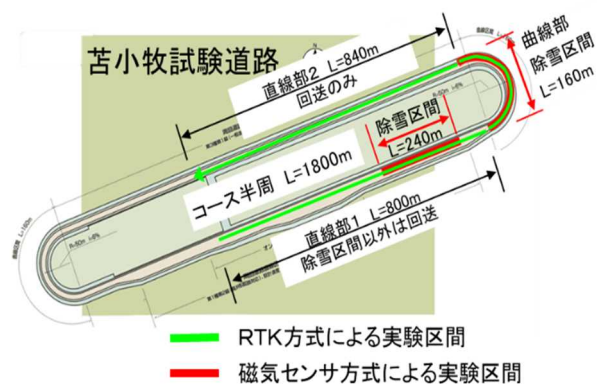 苫小牧試験道路
直線部2 L=840m
回送のみ
曲線部
除雪区間
L=160m
除雪区間
L=240m
コース半周 L=1800m
直線部1 L=800m
除雪区間以外は回送
RTK方式による実験区間
磁気センサ方式による実験区間